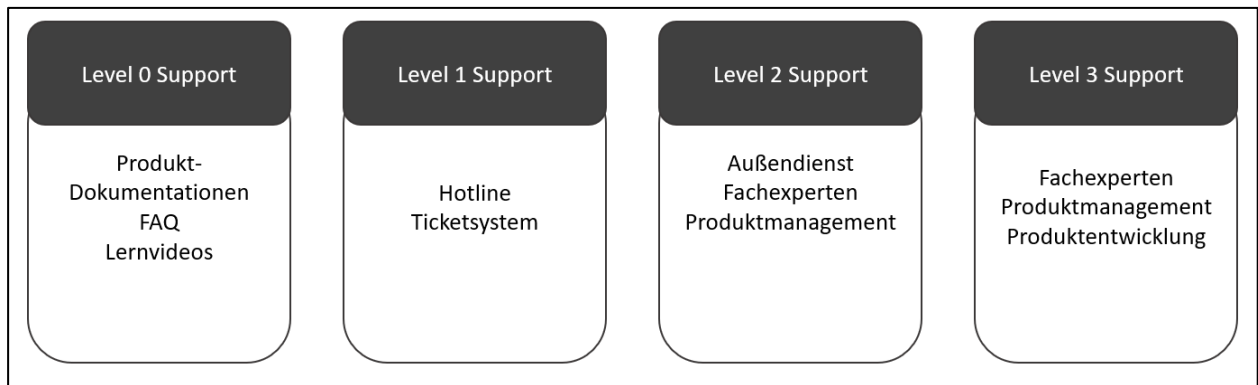 Level 0 Support
Produkt-
Dokumentationen
FAQ
Lernvideos
Level 1 Support
Hotline
Ticketsystem
Level 2 Support
Außendienst
Fachexperten
Produktmanagement
Level 3 Support
Fachexperten
Produktmanagement
Produktentwicklung